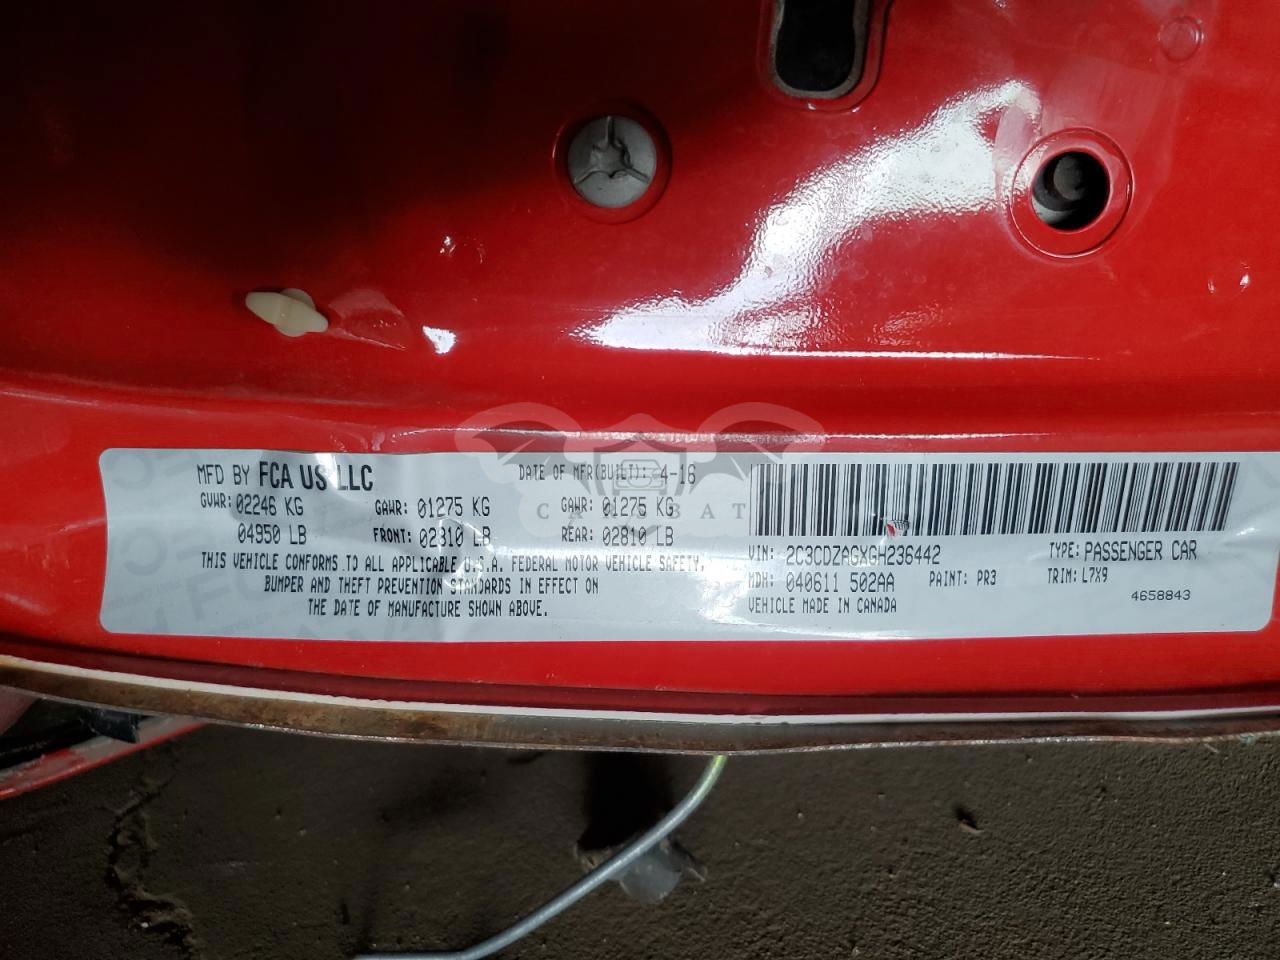 MFD BY FCA US LLC
DATE OF MFR(BUILT): 4-16
GVWR: 02246 KG
GAWR: 01275 KG
GAWR: 01275 KG
04950 LB
FRONT: 02310 LB
REAR: 02810 LB
THIS VEHICLE CONFORMS TO ALL APPLICABLE U.S.A. FEDERAL MOTOR VEHICLE SAFETY,
BUMPER AND THEFT PREVENTION STANDARDS IN EFFECT ON
THE DATE OF MANUFACTURE SHOWN ABOVE.
VIN: 2C3CDZAGXGH236442
TYPE: PASSENGER CAR
MDH: 040611 502AA
PAINT: PR3
TRIM: L7X9
VEHICLE MADE IN CANADA
4658843